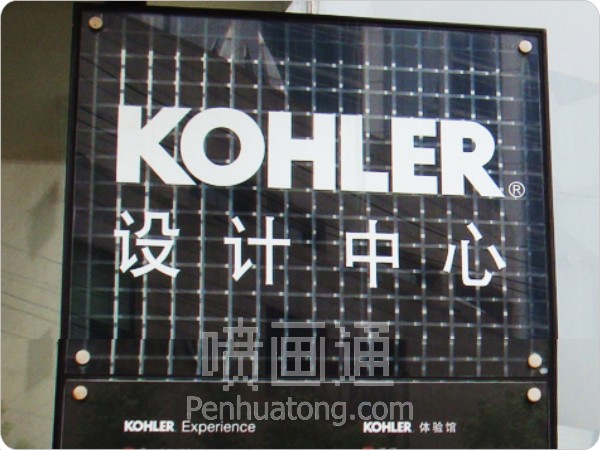 KOHLER®
设计中心
喷画通
Penhuatong.com
KOHLER Experience
KOHLER 体验馆